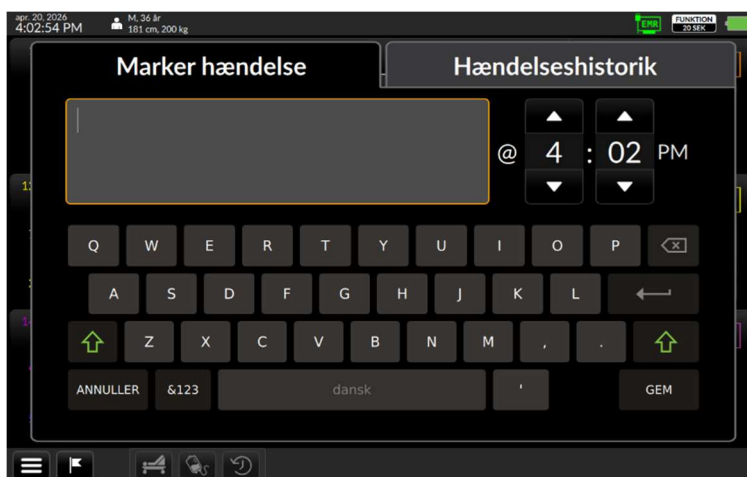 apr. 20, 2026
4:02:54 PM
M, 36 år
181 cm, 200 kg
EMR
FUNKTION
20 SEK
Marker hændelse
Hændelseshistorik
@ 4 : 02 PM
Q W E R T Y U I O P
A S D F G H J K L
Z X C V B N M , .
ANNULLER &123 dansk ' GEM